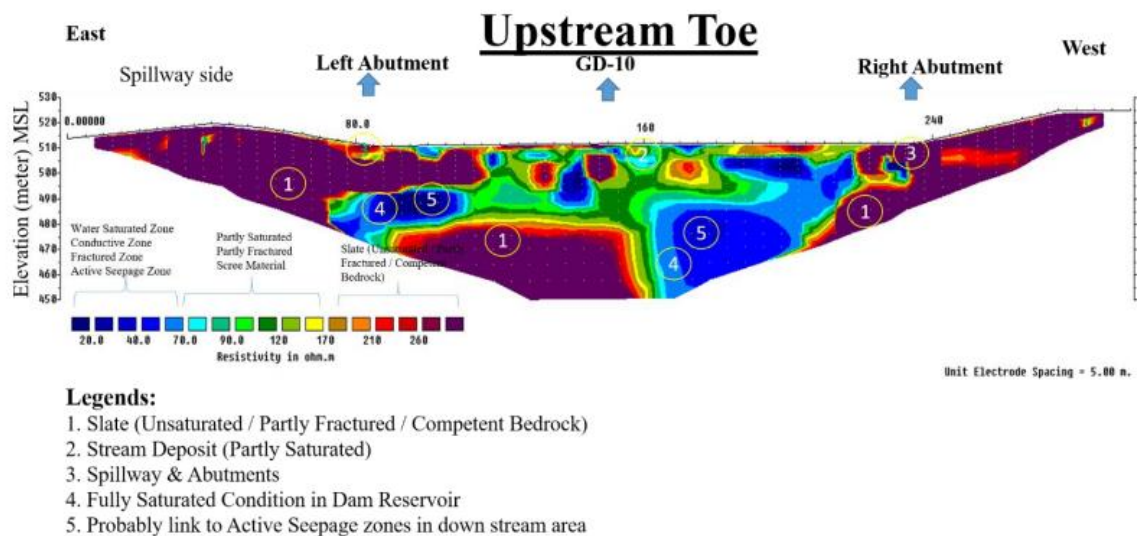 Upstream Toe
East
West
Spillway side
Left Abutment
GD-10
Right Abutment
Elevation (meter) MSL
530
520
510
500
490
480
470
460
450
0.00000
80.0
160
240
3
2
3
1
4
5
1
5
4
1
Water Saturated Zone
Conductive Zone
Fractured Zone
Active Seepage Zone
Partly Saturated
Partly Fractured
Scree Material
Slate (Unsaturated / Partly
Fractured / Competent
Bedrock)
20.0 40.0 70.0 90.0 120 170 210 260
Resistivity in ohm.m
Unit Electrode Spacing = 5.00 m.
Legends:
1. Slate (Unsaturated / Partly Fractured / Competent Bedrock)
2. Stream Deposit (Partly Saturated)
3. Spillway & Abutments
4. Fully Saturated Condition in Dam Reservoir
5. Probably link to Active Seepage zones in down stream area